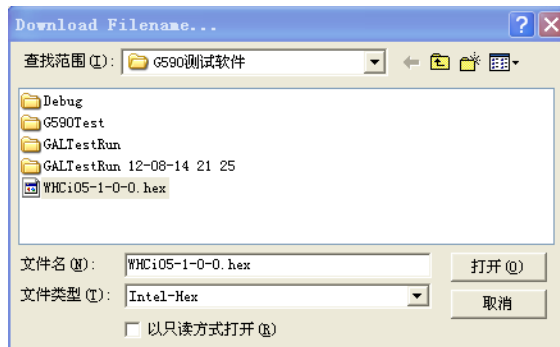 Download Filename...
查找范围(I): G590测试软件
Debug
G590Test
GALTestRun
GALTestRun 12-08-14 21 25
WHCi05-1-0-0.hex
文件名(N): WHCi05-1-0-0.hex 打开(O)
文件类型(T): Intel-Hex 取消
以只读方式打开(R)